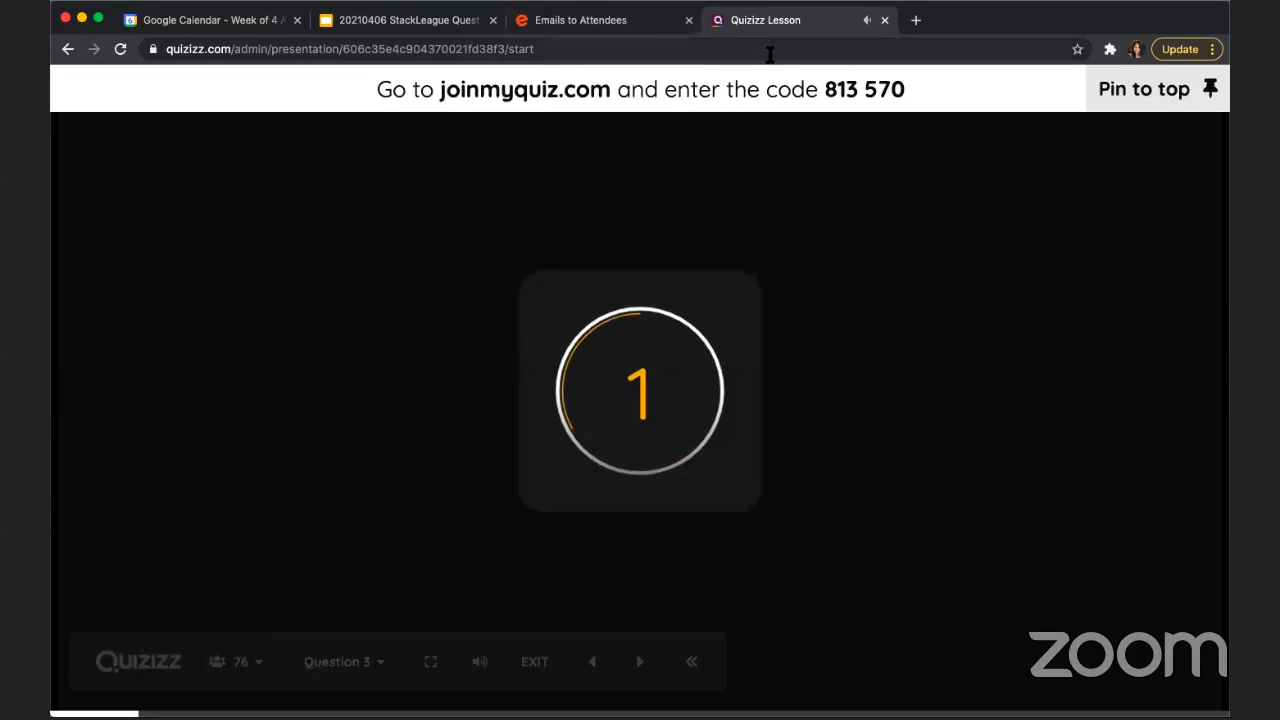 6 Google Calendar - Week of 4 A
20210406 StackLeague Quest
Emails to Attendees
Quizizz Lesson
quizizz.com/admin/presentation/606c35e4c904370021fd38f3/start
Update
Go to joinmyquiz.com and enter the code 813 570
Pin to top
1
QUIZIZZ
76
Question 3
EXIT
zoom